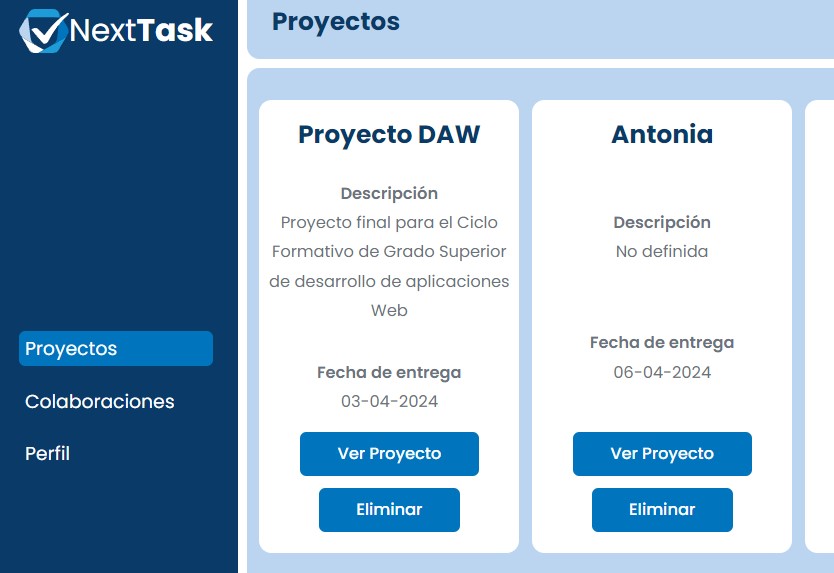 NextTask
Proyectos
Colaboraciones
Perfil
Proyectos
Proyecto DAW
Descripción
Proyecto final para el Ciclo
Formativo de Grado Superior
de desarrollo de aplicaciones
Web
Fecha de entrega
03-04-2024
Ver Proyecto
Eliminar
Antonia
Descripción
No definida
Fecha de entrega
06-04-2024
Ver Proyecto
Eliminar